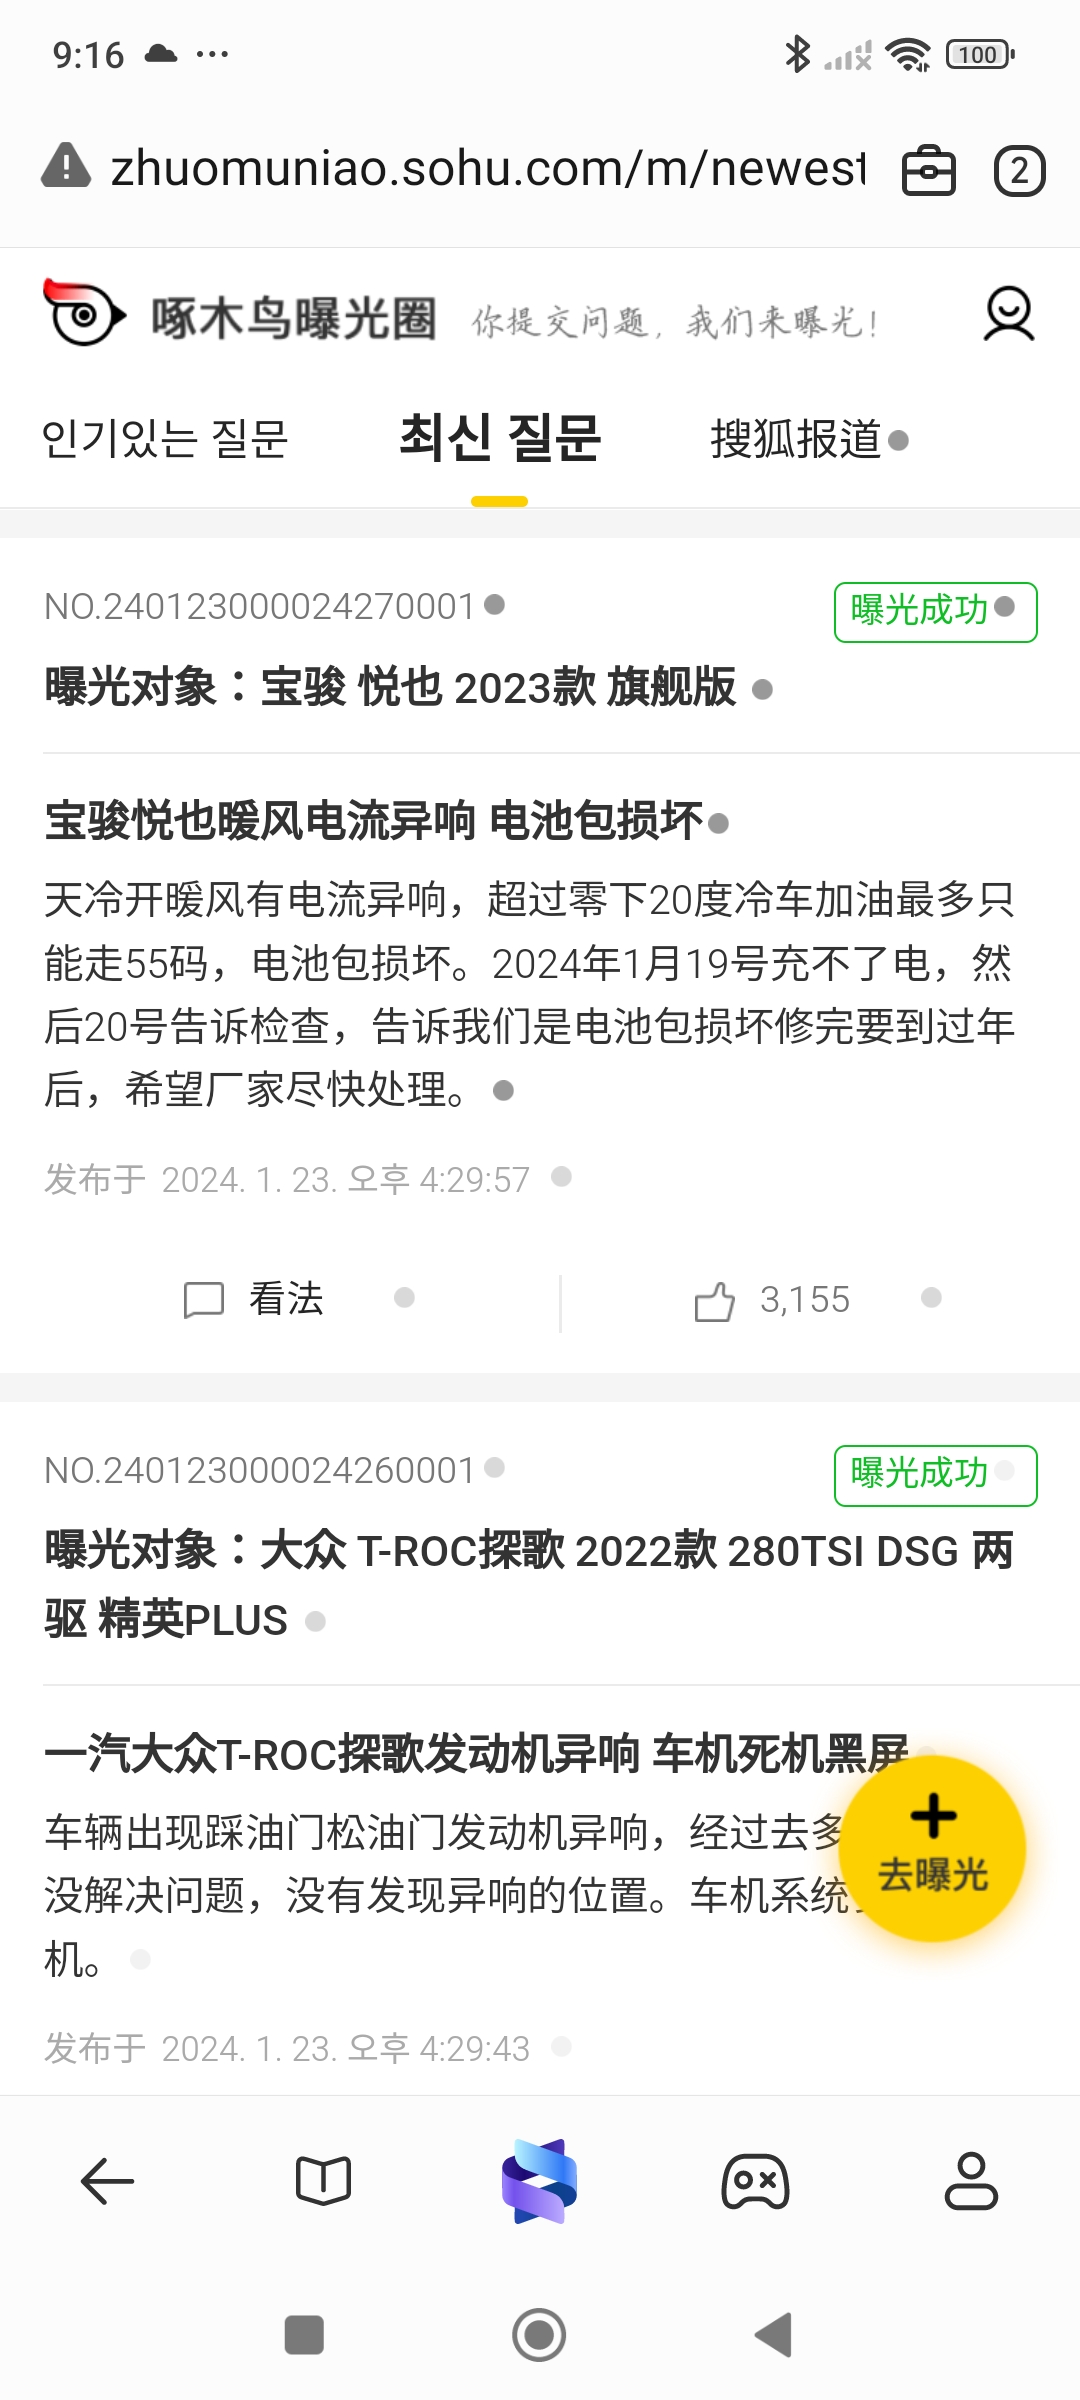 9:16
100
zhuomuniao.sohu.com/m/newest
2
啄木鸟曝光圈 你提交问题，我们来曝光！
인기있는 질문 최신 질문 搜狐报道
NO.240123000024270001 曝光成功
曝光对象：宝骏 悦也 2023款 旗舰版
宝骏悦也暖风电流异响 电池包损坏
天冷开暖风有电流异响，超过零下20度冷车加油最多只
能走55码，电池包损坏。2024年1月19号充不了电，然
后20号告诉检查，告诉我们是电池包损坏修完要到过年
后，希望厂家尽快处理。
发布于 2024. 1. 23. 오후 4:29:57
看法 3,155
NO.240123000024260001 曝光成功
曝光对象：大众 T-ROC探歌 2022款 280TSI DSG 两
驱 精英PLUS
一汽大众T-ROC探歌发动机异响 车机死机黑屏
车辆出现踩油门松油门发动机异响，经过去多
没解决问题，没有发现异响的位置。车机系统
机。
去曝光
发布于 2024. 1. 23. 오후 4:29:43